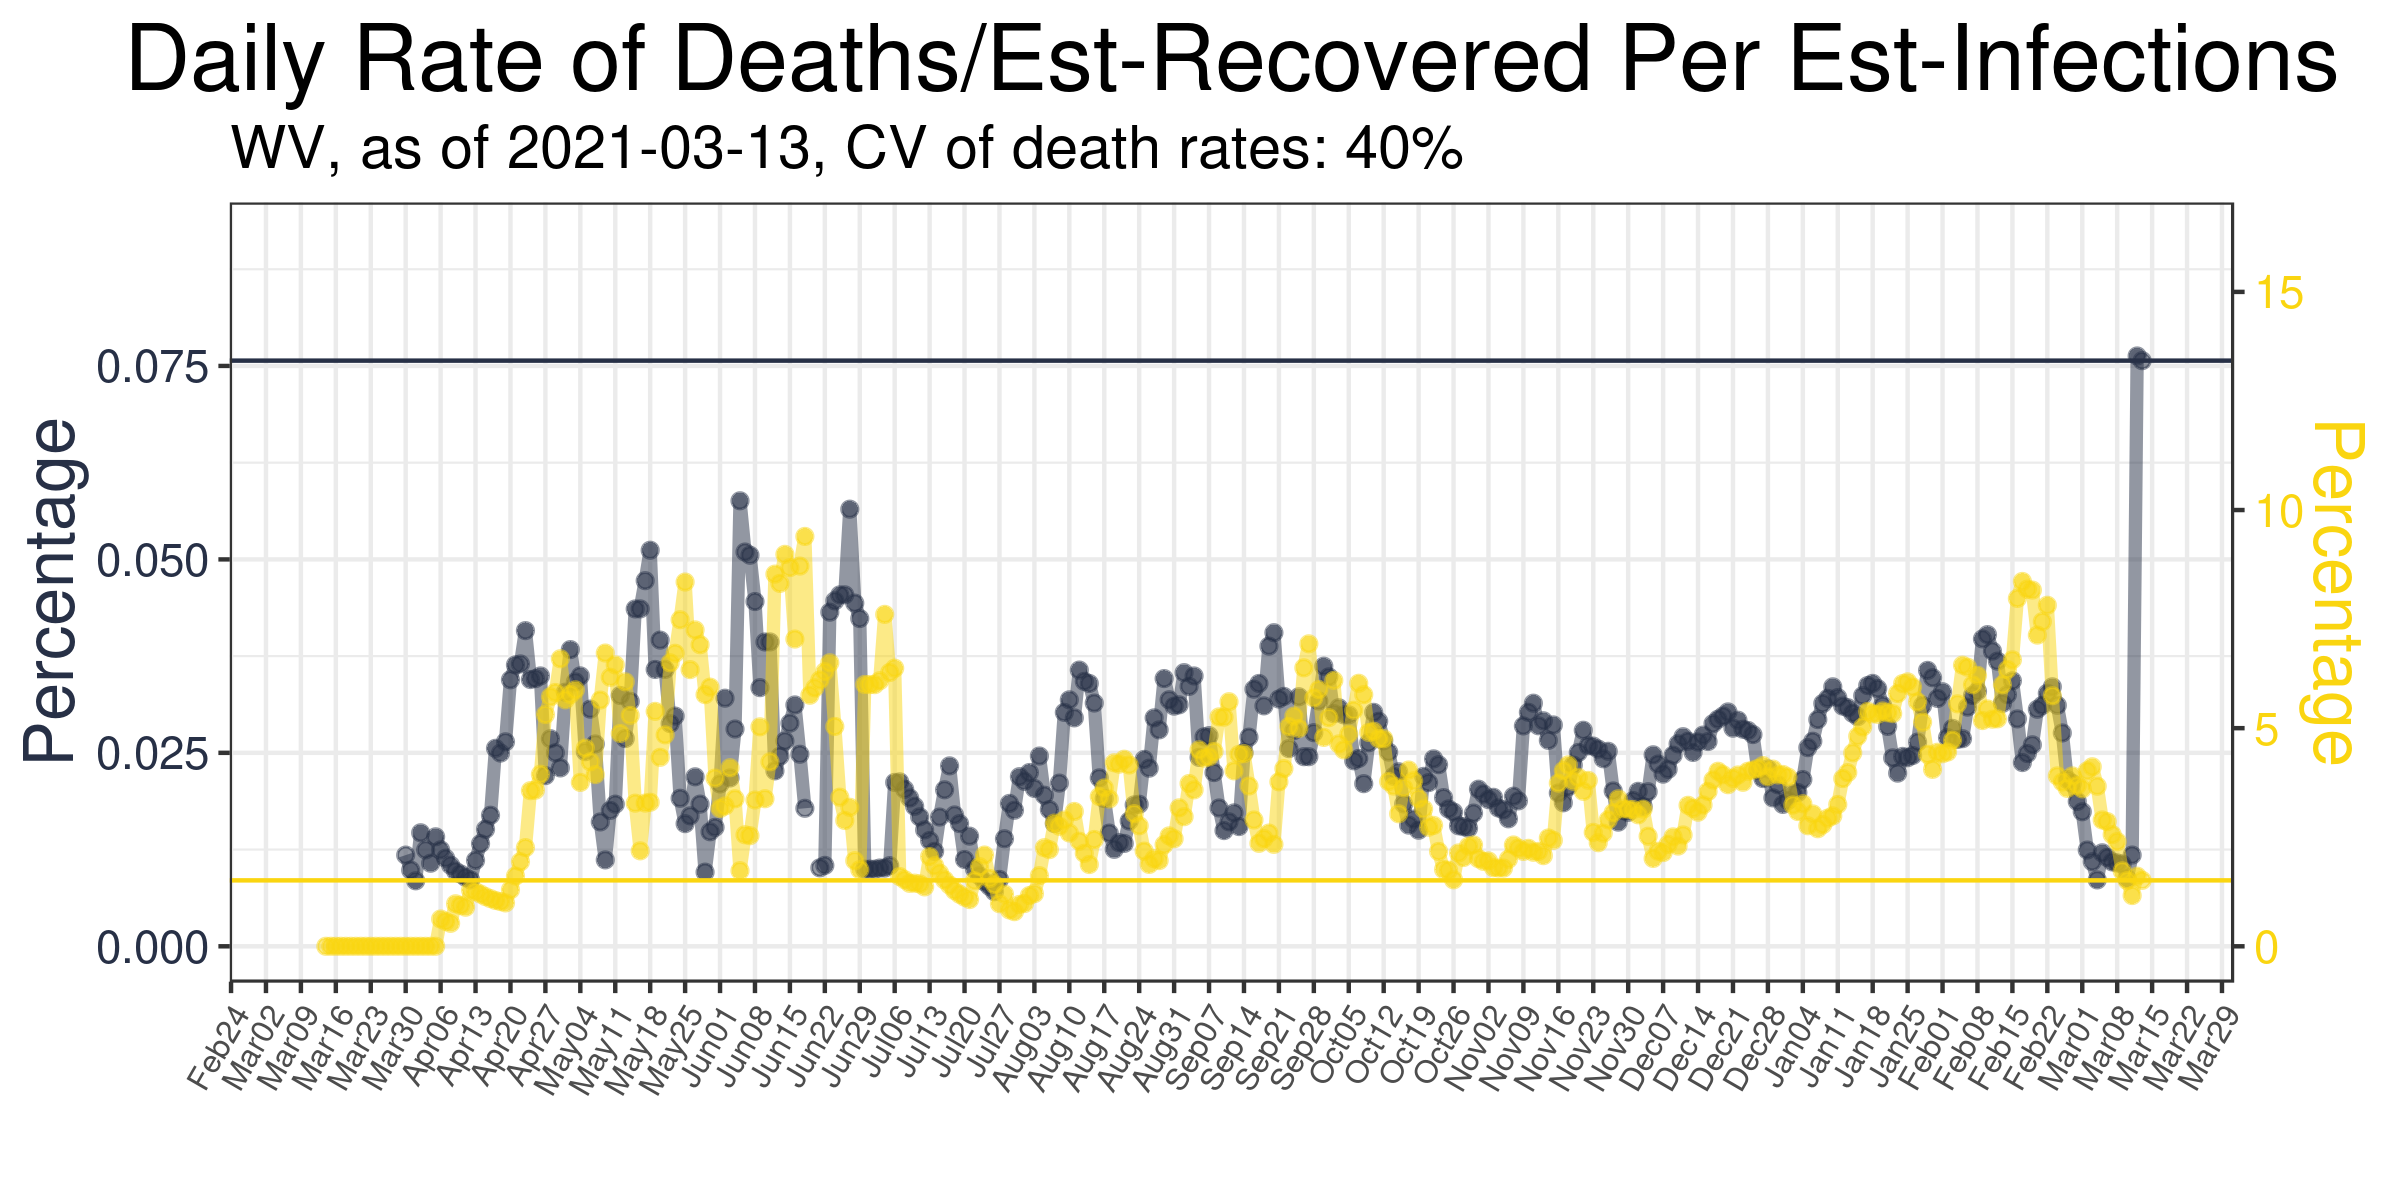 Daily Rate of Deaths/Est-Recovered Per Est-Infections
WV, as of 2021-03-13, CV of death rates: 40%
Percentage
0.075
0.050
0.025
0.000
15
10
5
0
Percentage
Feb24
Mar02
Mar09
Mar16
Mar23
Mar30
Apr06
Apr13
Apr20
Apr27
May04
May11
May18
May25
Jun01
Jun08
Jun15
Jun22
Jun29
Jul06
Jul13
Jul20
Jul27
Aug03
Aug10
Aug17
Aug24
Aug31
Sep07
Sep14
Sep21
Sep28
Oct05
Oct12
Oct19
Oct26
Nov02
Nov09
Nov16
Nov23
Nov30
Dec07
Dec14
Dec21
Dec28
Jan04
Jan11
Jan18
Jan25
Feb01
Feb08
Feb15
Feb22
Mar01
Mar08
Mar15
Mar22
Mar29